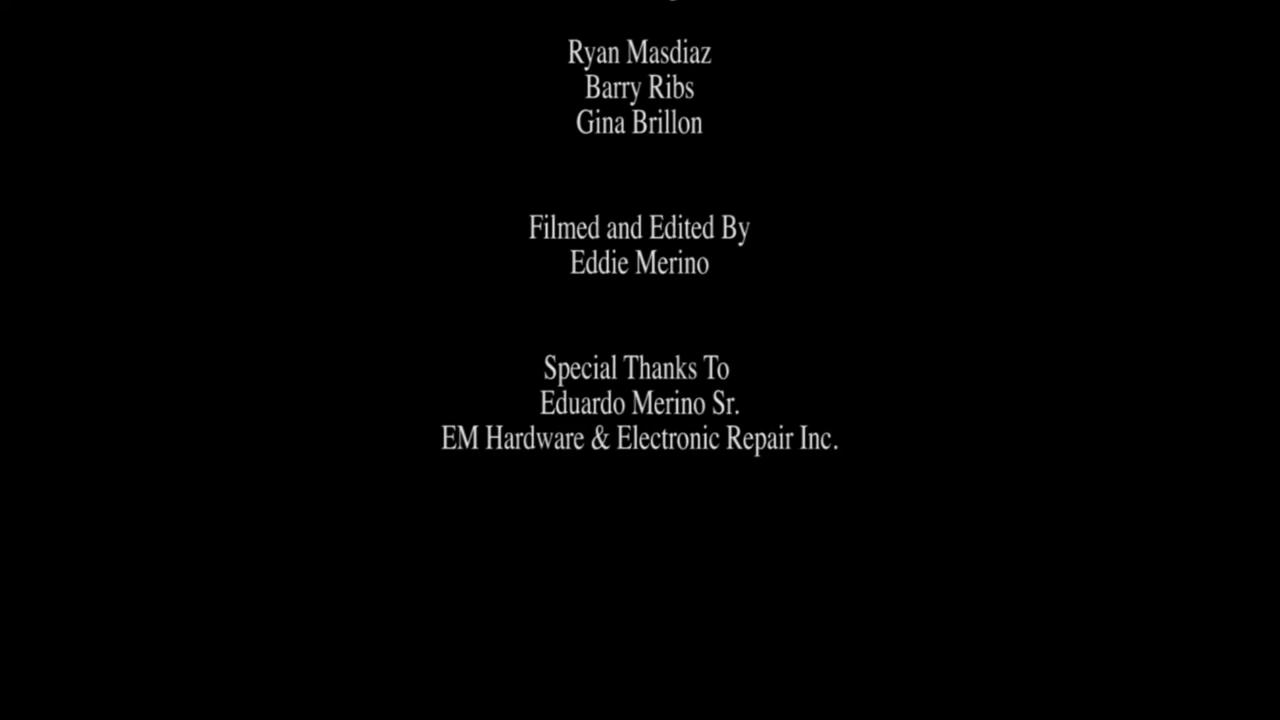 Ryan Masdiaz
Barry Ribs
Gina Brillon
Filmed and Edited By
Eddie Merino
Special Thanks To
Eduardo Merino Sr.
EM Hardware & Electronic Repair Inc.